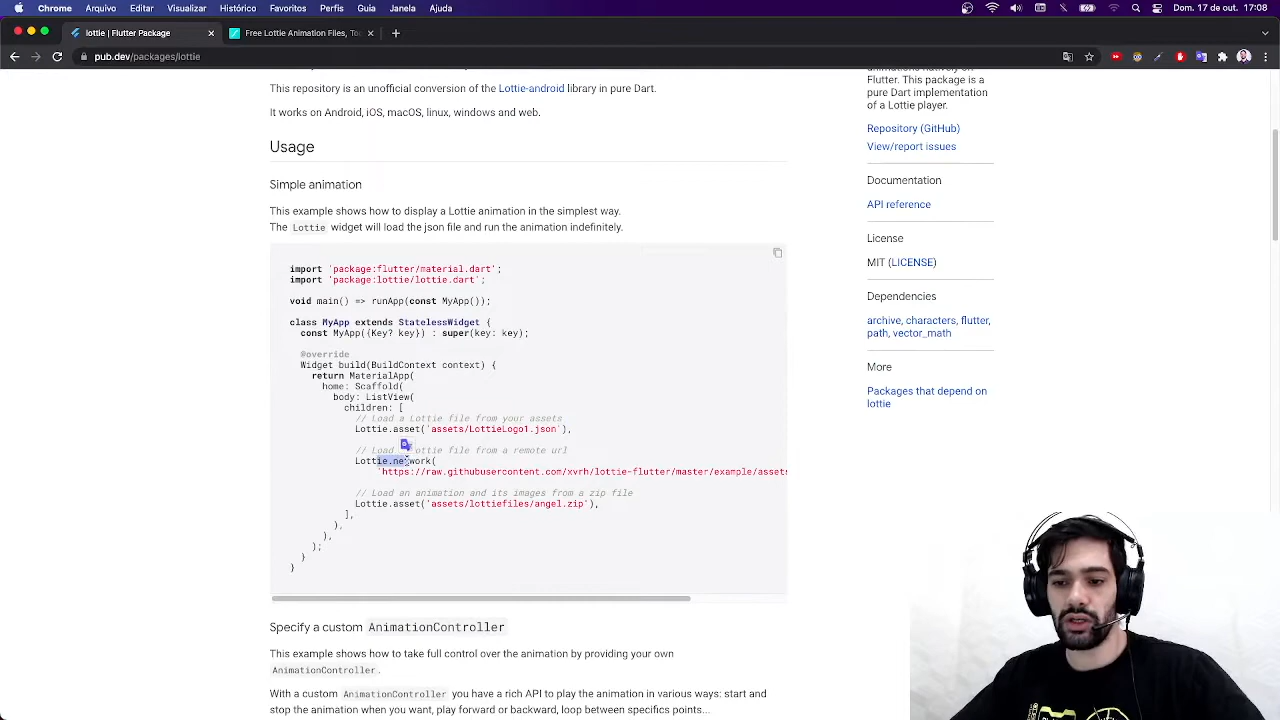 Chrome Arquivo Editar Visualizar Histórico Favoritos Perfis Guia Janela Ajuda Dom. 17 de out. 17:08
lottie | Flutter Package
Free Lottie Animation Files, Too
pub.dev/packages/lottie
This repository is an unofficial conversion of the Lottie-android library in pure Dart.
It works on Android, iOS, macOS, linux, windows and web.
Usage
Simple animation
This example shows how to display a Lottie animation in the simplest way.
The Lottie widget will load the json file and run the animation indefinitely.
import 'package:flutter/material.dart';
import 'package:lottie/lottie.dart';
void main() => runApp(const MyApp());
class MyApp extends StatelessWidget {
const MyApp({Key? key}) : super(key: key);
@override
Widget build(BuildContext context) {
return MaterialApp(
home: Scaffold(
body: ListView(
children: [
// Load a Lottie file from your assets
Lottie.asset('assets/LottieLogo1.json'),
// Load ottie file from a remote url
Lottie.network(
'https://raw.githubusercontent.com/xvrh/lottie-flutter/master/example/assets
// Load an animation and its images from a zip file
Lottie.asset('assets/lottiefiles/angel.zip'),
],
),
),
);
}
}
Specify a custom AnimationController
This example shows how to take full control over the animation by providing your own
AnimationController.
With a custom AnimationController you have a rich API to play the animation in various ways: start and
stop the animation when you want, play forward or backward, loop between specifics points...
animations natively on
Flutter. This package is a
pure Dart implementation
of a Lottie player.
Repository (GitHub)
View/report issues
Documentation
API reference
License
MIT (LICENSE)
Dependencies
archive, characters, flutter,
path, vector_math
More
Packages that depend on
lottie